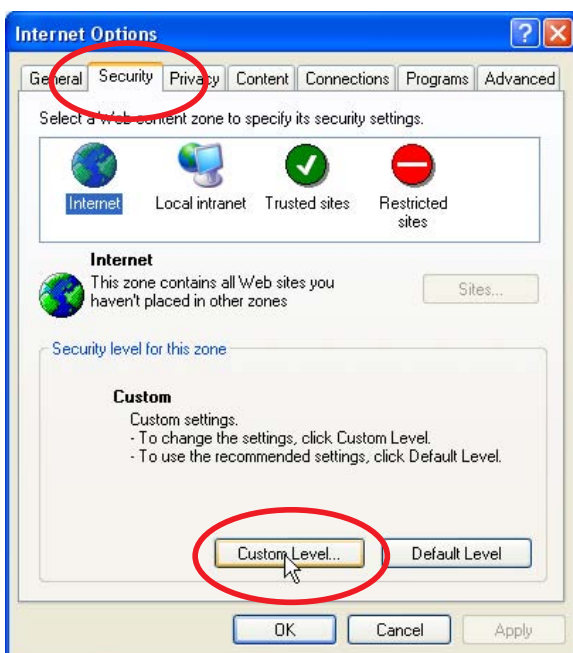 Internet Options
General Security Privacy Content Connections Programs Advanced
Select a Web content zone to specify its security settings.
Internet Local intranet Trusted sites Restricted
sites
Internet
This zone contains all Web sites you
haven't placed in other zones
Sites...
Security level for this zone
Custom
Custom settings.
- To change the settings, click Custom Level.
- To use the recommended settings, click Default Level.
Custom Level... Default Level
OK Cancel Apply